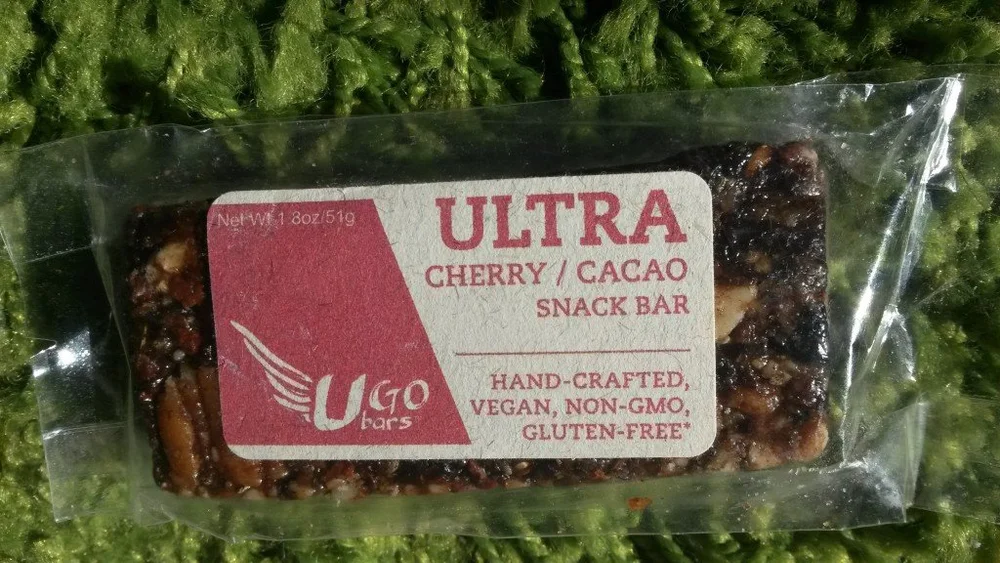 Net Wt 1.8oz/51g
ULTRA
CHERRY / CACAO
SNACK BAR
HAND-CRAFTED,
VEGAN, NON-GMO,
GLUTEN-FREE*
UGO
bars